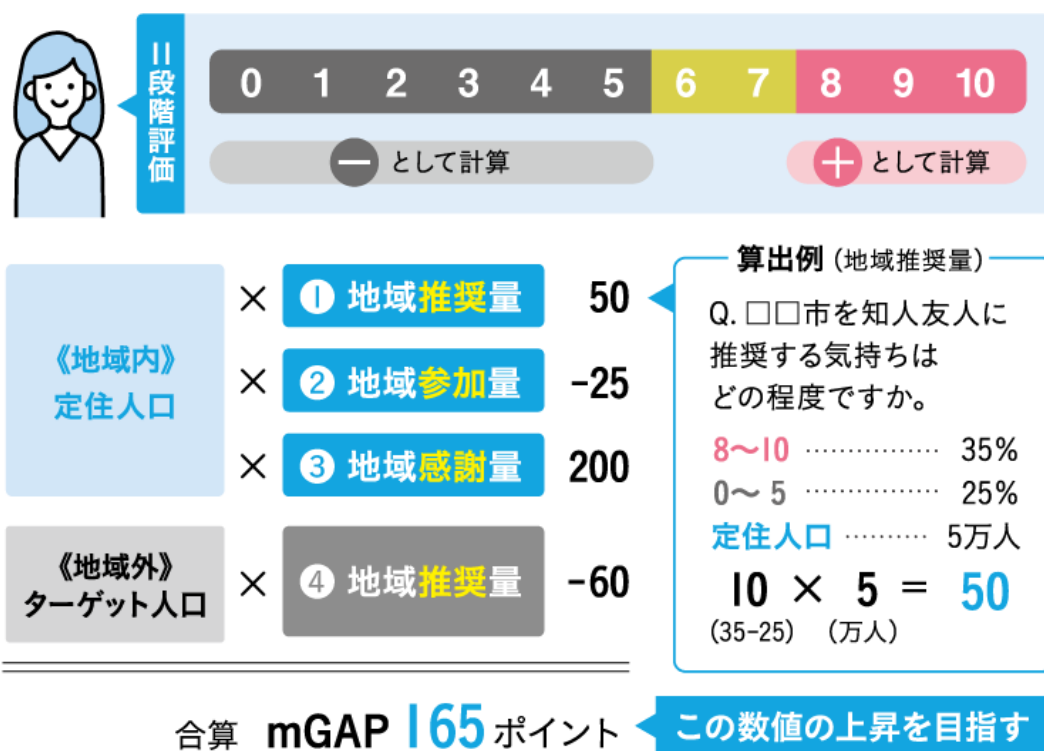 11段階評価
0 1 2 3 4 5 6 7 8 9 10
− として計算
+ として計算
《地域内》
定住人口
× ❶ 地域推奨量 50
× ❷ 地域参加量 -25
× ❸ 地域感謝量 200
《地域外》
ターゲット人口
× ❹ 地域推奨量 -60
算出例(地域推奨量)
Q. □□市を知人友人に
推奨する気持ちは
どの程度ですか。
8〜10 ……………… 35%
0〜 5 ……………… 25%
定住人口 ………… 5万人
10 × 5 = 50
(35-25) (万人)
合算 mGAP 165 ポイント
この数値の上昇を目指す